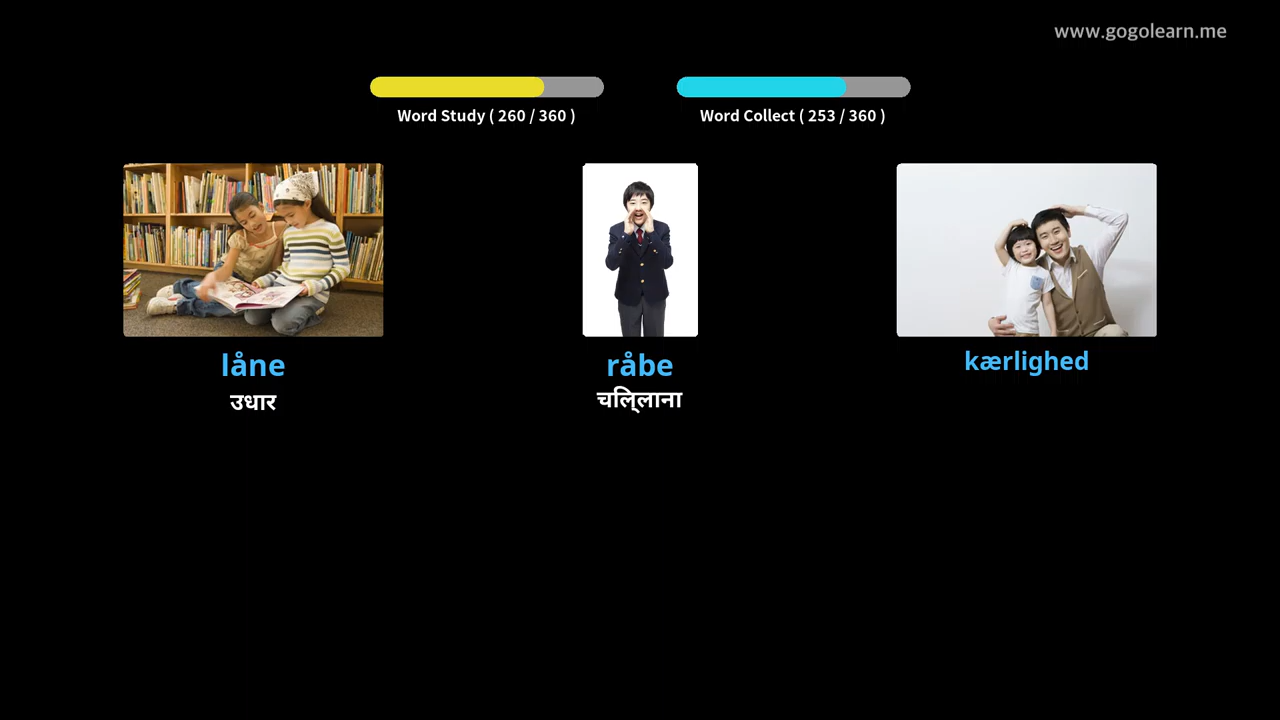 www.gogolearn.me
Word Study ( 260 / 360 )
Word Collect ( 253 / 360 )
låne
råbe
kærlighed
उधार
चिल्लाना